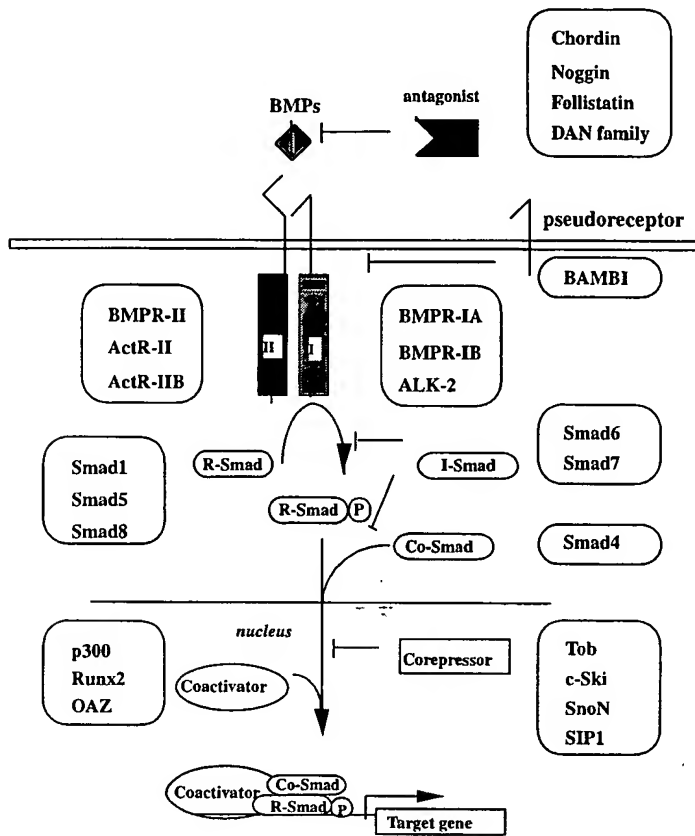 Chordin
Noggin
Follistatin
DAN family
BMPs
antagonist
pseudoreceptor
BAMBI
BMPR-II
ActR-II
ActR-IIB
II
I
BMPR-IA
BMPR-IB
ALK-2
Smad1
Smad5
Smad8
R-Smad
I-Smad
Smad6
Smad7
R-Smad P
Co-Smad
Smad4
nucleus
p300
Runx2
OAZ
Coactivator
Corepressor
Tob
c-Ski
SnoN
SIP1
Coactivator
Co-Smad
R-Smad P
Target gene